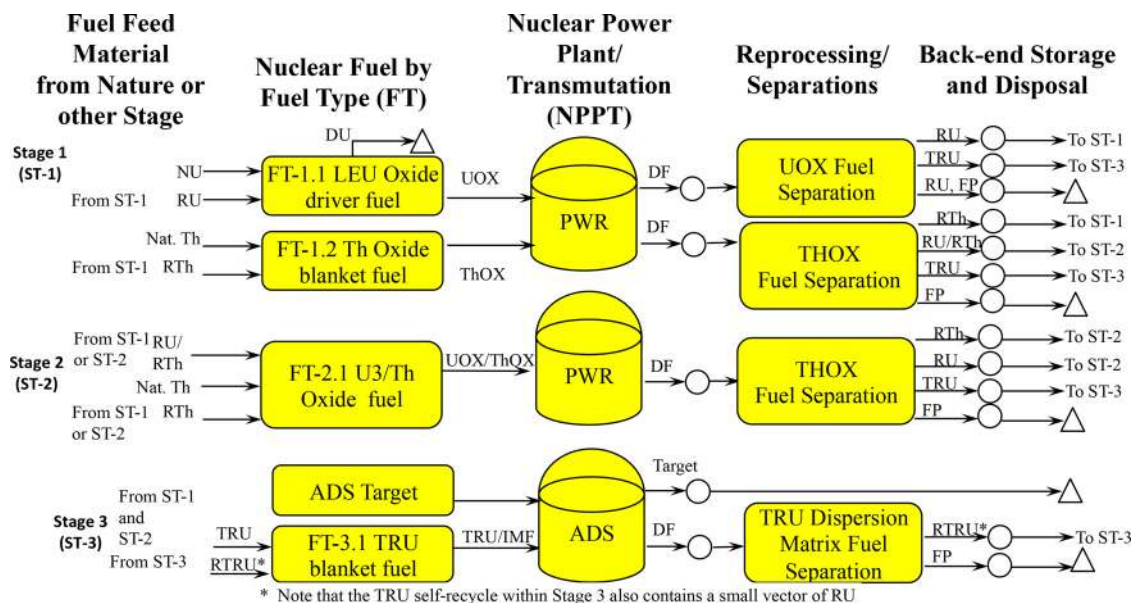 Fuel Feed
Material
from Nature or
other Stage
Nuclear Fuel by
Fuel Type (FT)
Nuclear Power
Plant/
Transmutation
(NPPT)
Reprocessing/
Separations
Back-end Storage
and Disposal
Stage 1
(ST-1)
DU
NU
From ST-1 RU
FT-1.1 LEU Oxide
driver fuel
UOX
Nat. Th
From ST-1 RTh
FT-1.2 Th Oxide
blanket fuel
ThOX
PWR
DF
DF
UOX Fuel
Separation
RU
To ST-1
TRU
To ST-3
RU, FP
THOX
Fuel Separation
RTh
To ST-1
RU/RTh
To ST-2
TRU
To ST-3
FP
Stage 2
(ST-2)
From ST-1
or ST-2
RU/
RTh
Nat. Th
From ST-1
or ST-2
RTh
FT-2.1 U3/Th
Oxide fuel
UOX/ThOX
PWR
DF
THOX
Fuel Separation
RTh
To ST-2
RU
To ST-2
TRU
To ST-3
FP
Stage 3
(ST-3)
From ST-1
and
ST-2
TRU
From ST-3
RTRU*
ADS Target
FT-3.1 TRU
blanket fuel
TRU/IMF
ADS
Target
DF
TRU Dispersion
Matrix Fuel
Separation
RTRU*
To ST-3
FP
* Note that the TRU self-recycle within Stage 3 also contains a small vector of RU